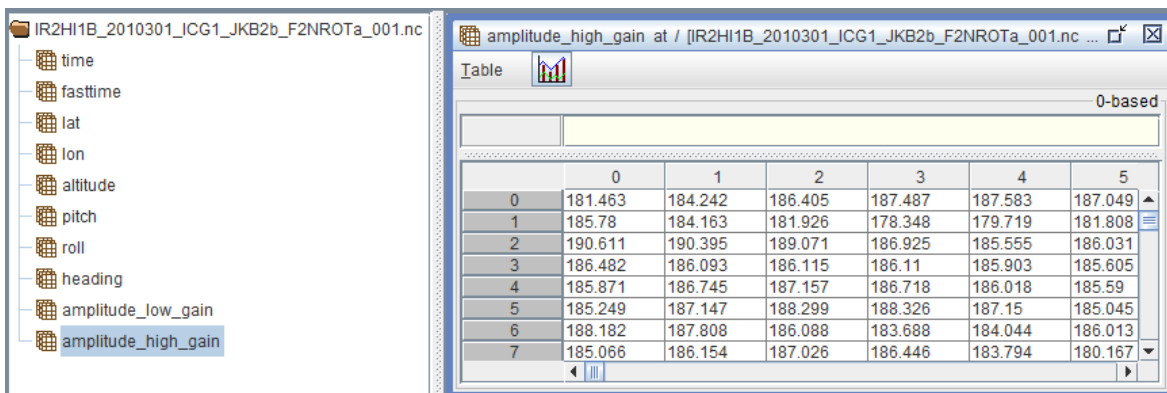 IR2HI1B_2010301_ICG1_JKB2b_F2NROTa_001.nc
time
fasttime
lat
lon
altitude
pitch
roll
heading
amplitude_low_gain
amplitude_high_gain
amplitude_high_gain at / [IR2HI1B_2010301_ICG1_JKB2b_F2NROTa_001.nc ...
Table
0-based
0 1 2 3 4 5
0 181.463 184.242 186.405 187.487 187.583 187.049
1 185.78 184.163 181.926 178.348 179.719 181.808
2 190.611 190.395 189.071 186.925 185.555 186.031
3 186.482 186.093 186.115 186.11 185.903 185.605
4 185.871 186.745 187.157 186.718 186.018 185.59
5 185.249 187.147 188.299 188.326 187.15 185.045
6 188.182 187.808 186.088 183.688 184.044 186.013
7 185.066 186.154 187.026 186.446 183.794 180.167